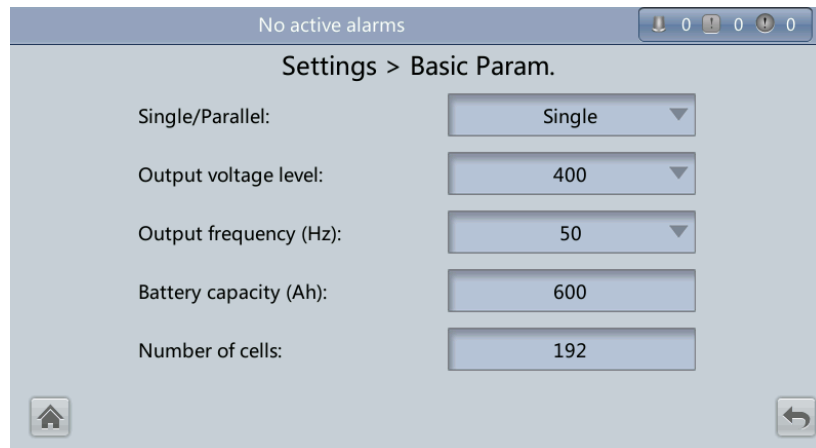 No active alarms 0 0 0
Settings > Basic Param.
Single/Parallel: Single
Output voltage level: 400
Output frequency (Hz): 50
Battery capacity (Ah): 600
Number of cells: 192